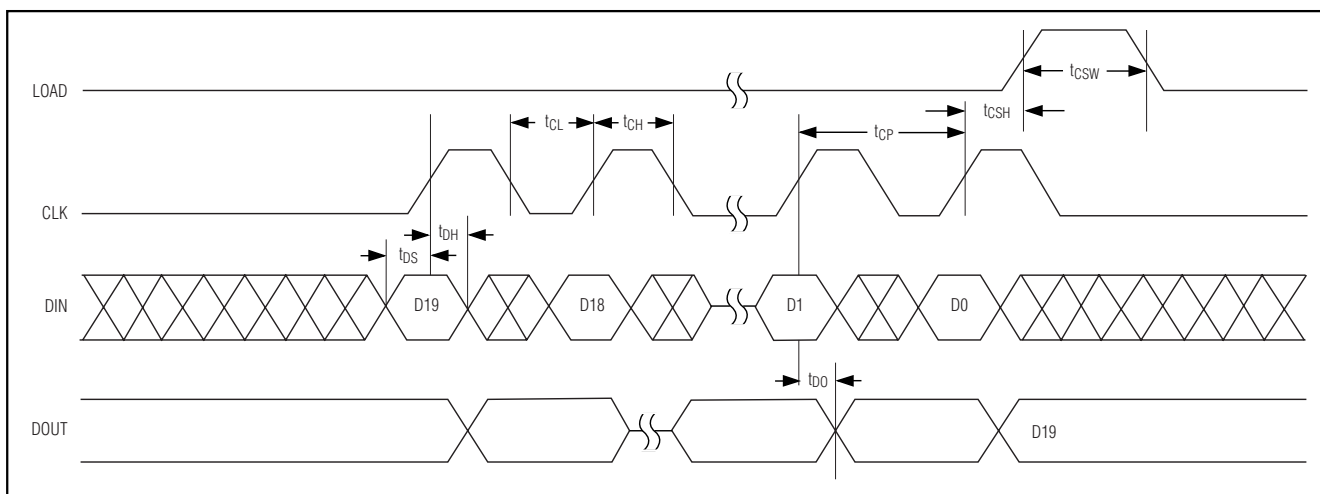 LOAD
tCSW
tCSH
tCL
tCH
tCP
CLK
tDH
tDS
DIN
D19
D18
D1
D0
tDO
DOUT
D19